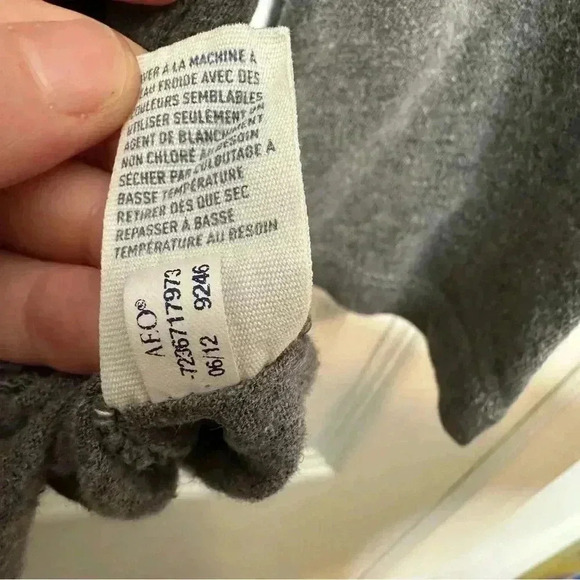 VER À LA MACHINE À
EAU FROIDE AVEC DES
COULEURS SEMBLABLES
UTILISER SEULEMENT UN
AGENT DE BLANCHIMENT
NON CHLORÉ AU BESOIN
SÉCHER PAR CULBUTAGE À
BASSE TEMPÉRATURE
RETIRER DÈS QUE SEC
REPASSER À BASSE
TEMPÉRATURE AU BESOIN
AEO®
7236717973
06/12 9246